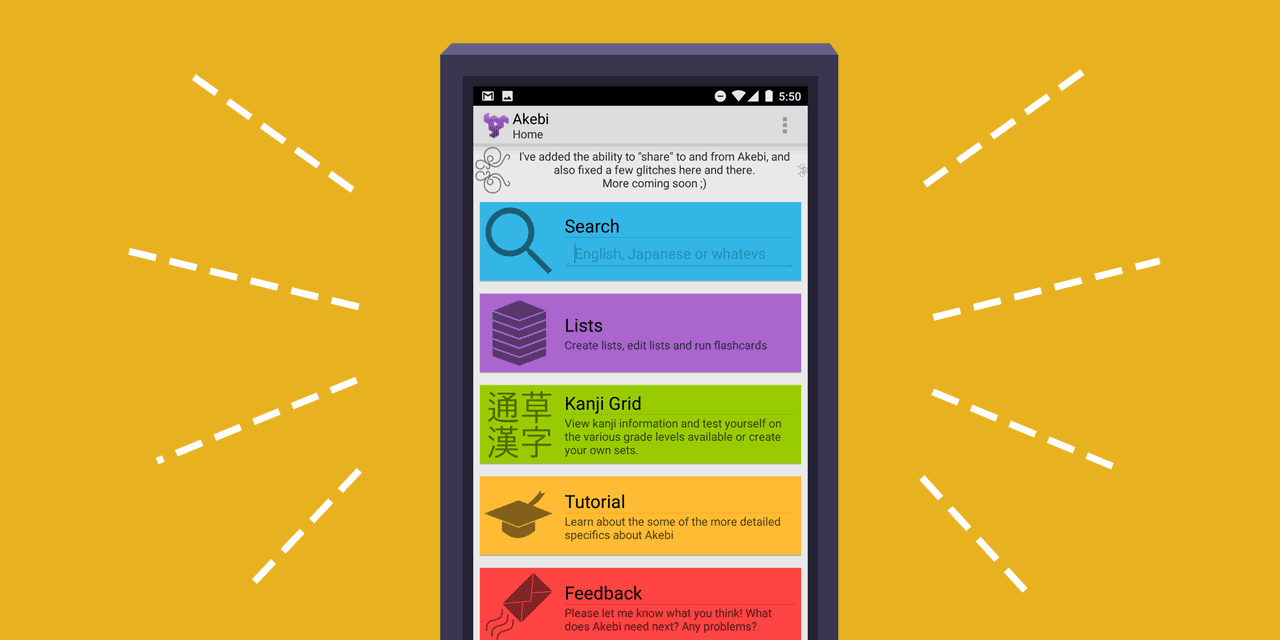 5:50
Akebi
Home
I've added the ability to "share" to and from Akebi, and
also fixed a few glitches here and there.
More coming soon ;)
Search
English, Japanese or whatevs
Lists
Create lists, edit lists and run flashcards
通草
漢字
Kanji Grid
View kanji information and test yourself on
the various grade levels available or create
your own sets.
Tutorial
Learn about the some of the more detailed
specifics about Akebi
Feedback
Please let me know what you think! What
does Akebi need next? Any problems?